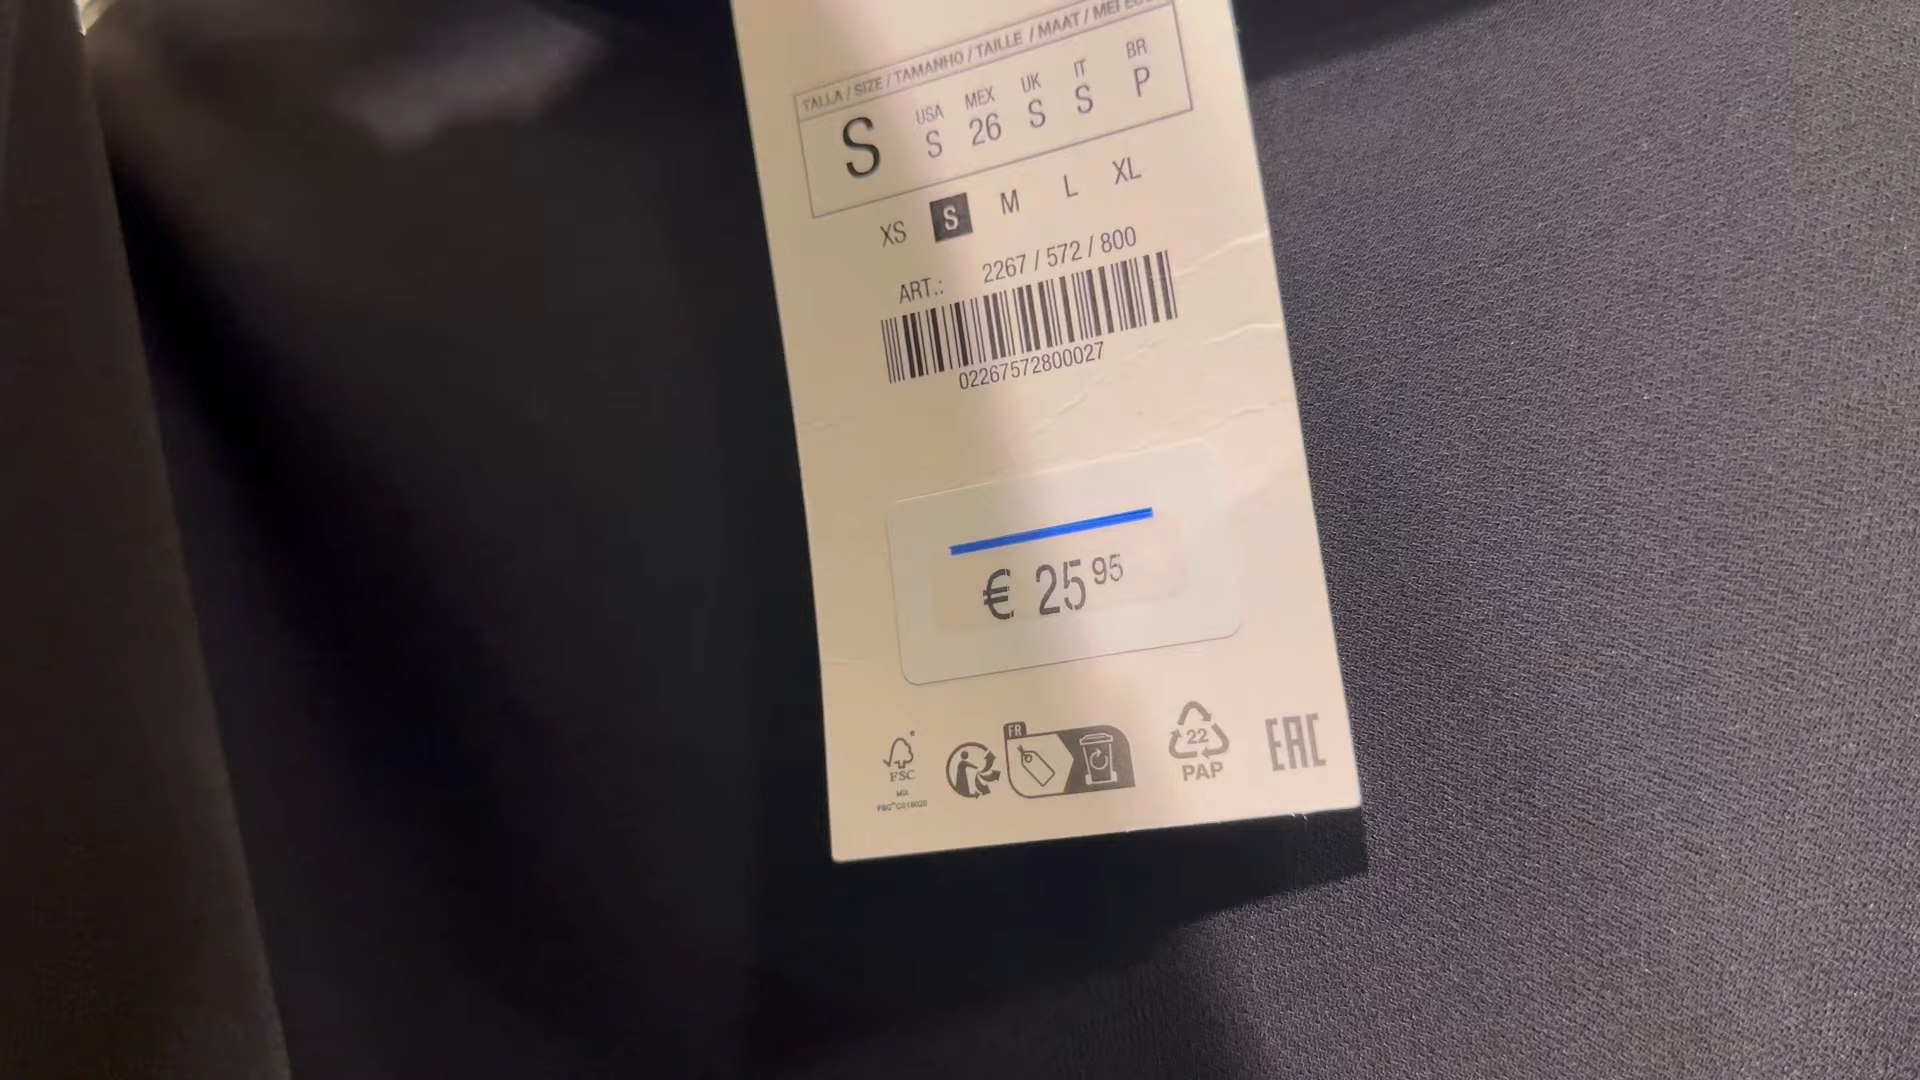 TALLA / SIZE / TAMANHO / TAILLE / MAAT /
USA MEX UK IT BR
S S 26 S S P
XS S M L XL
ART.: 2267 / 572 / 800
02267572800027
€ 25 95
FR
FSC
MIX
22
PAP
EAC